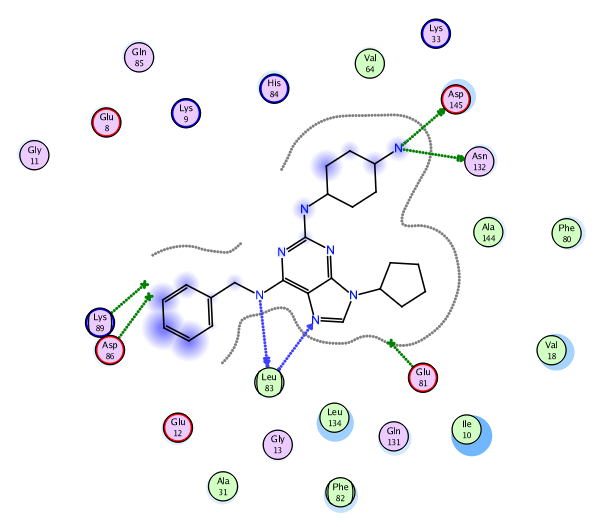 Lys
33
Gln
85
Val
64
His
84
Asp
145
Lys
9
Glu
8
Gly
11
N
Asn
132
N
Ala
144
Phe
80
N
N
N
N
N
Lys
89
Asp
86
Leu
83
Glu
81
Val
18
Glu
12
Leu
134
Gln
131
Ile
10
Gly
13
Ala
31
Phe
82